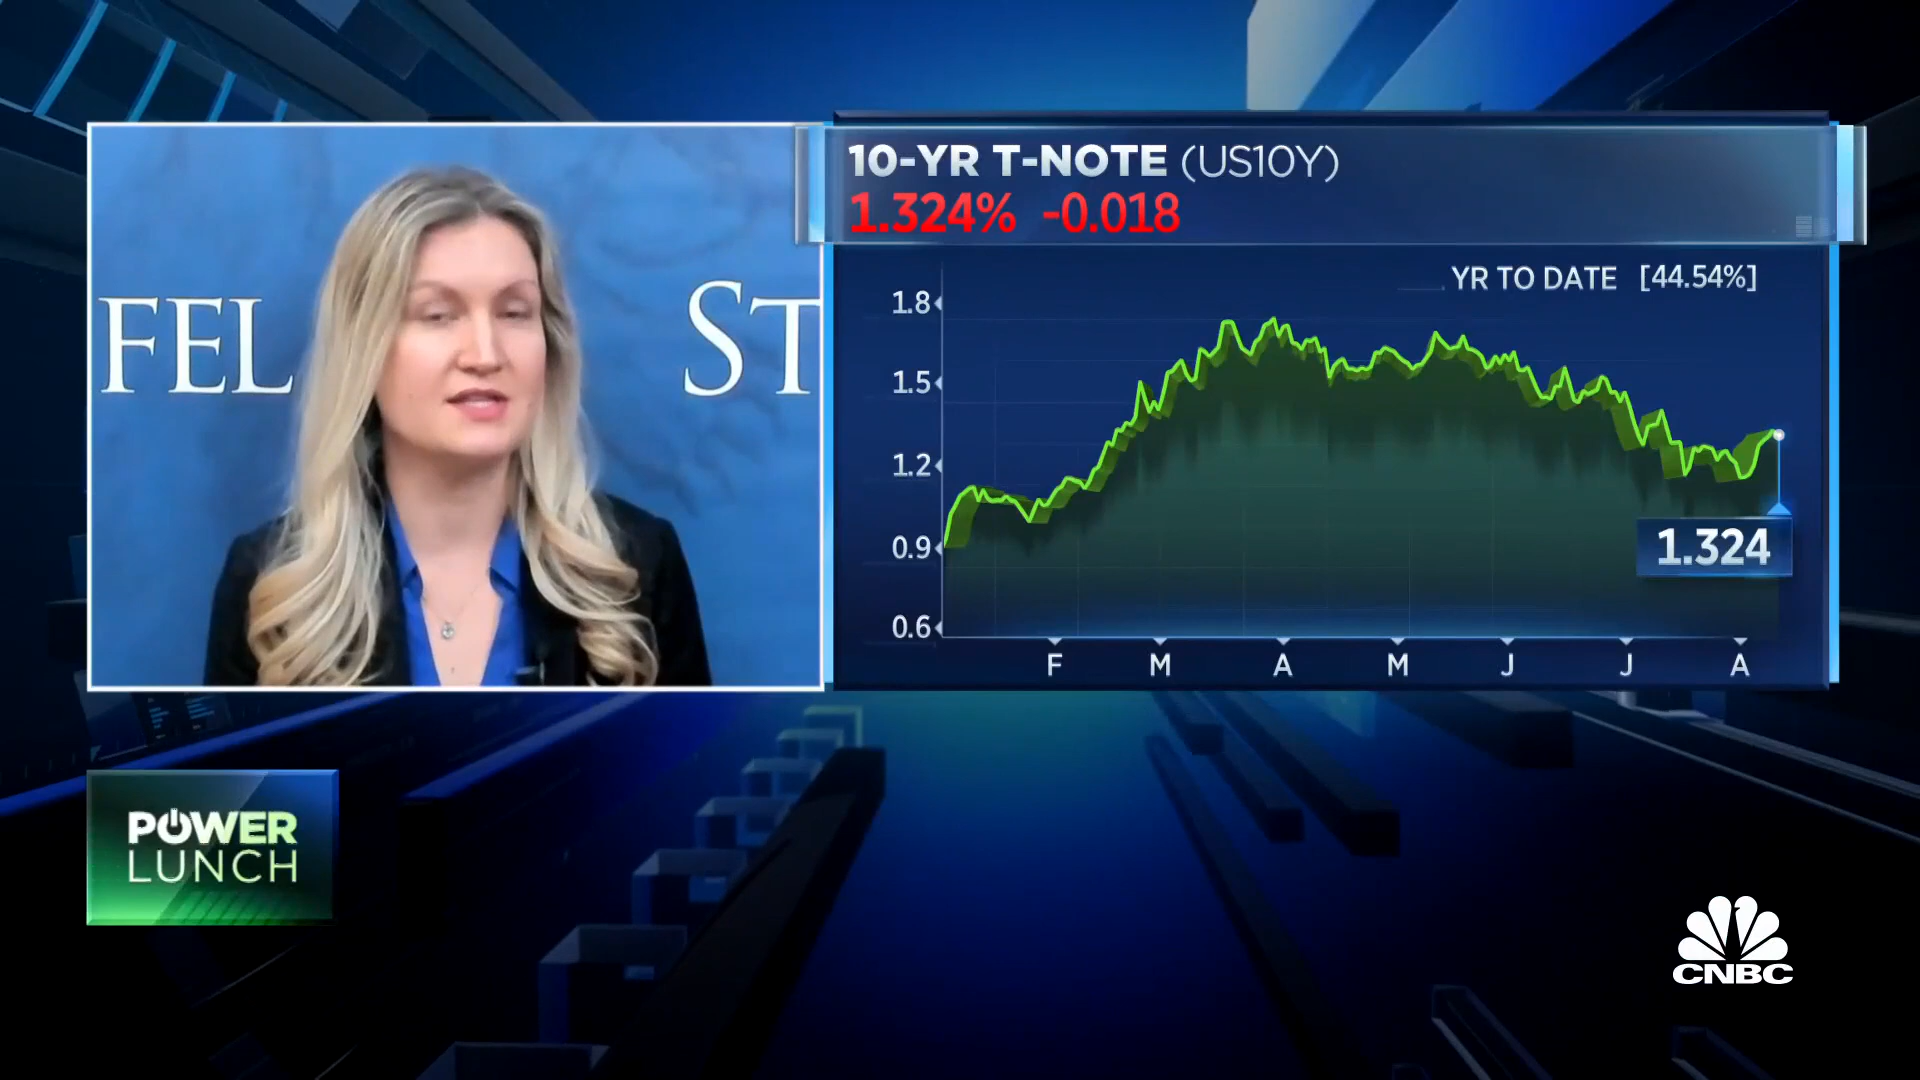 FEL
ST
10-YR T-NOTE (US10Y)
1.324% -0.018
YR TO DATE [44.54%]
1.8
1.5
1.2
0.9
0.6
1.324
F M A M J J A
POWER
LUNCH
CNBC